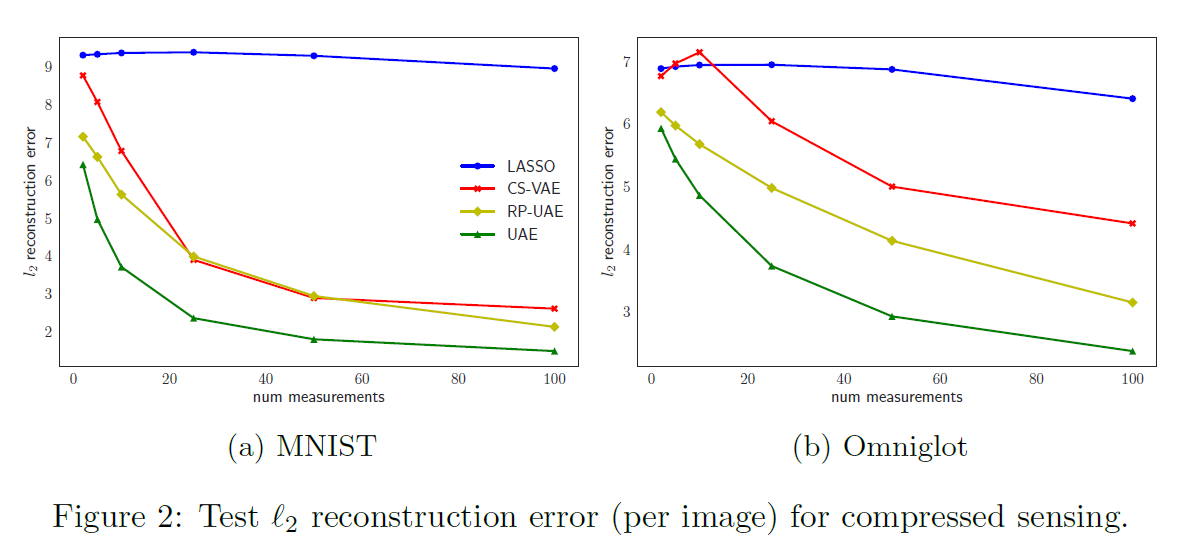 9
8
7
6
5
4
3
2
ℓ2 reconstruction error
LASSO
CS-VAE
RP-UAE
UAE
0 20 40 60 80 100
num measurements
(a) MNIST
7
6
5
4
3
ℓ2 reconstruction error
0 20 40 60 80 100
num measurements
(b) Omniglot
Figure 2: Test ℓ2 reconstruction error (per image) for compressed sensing.